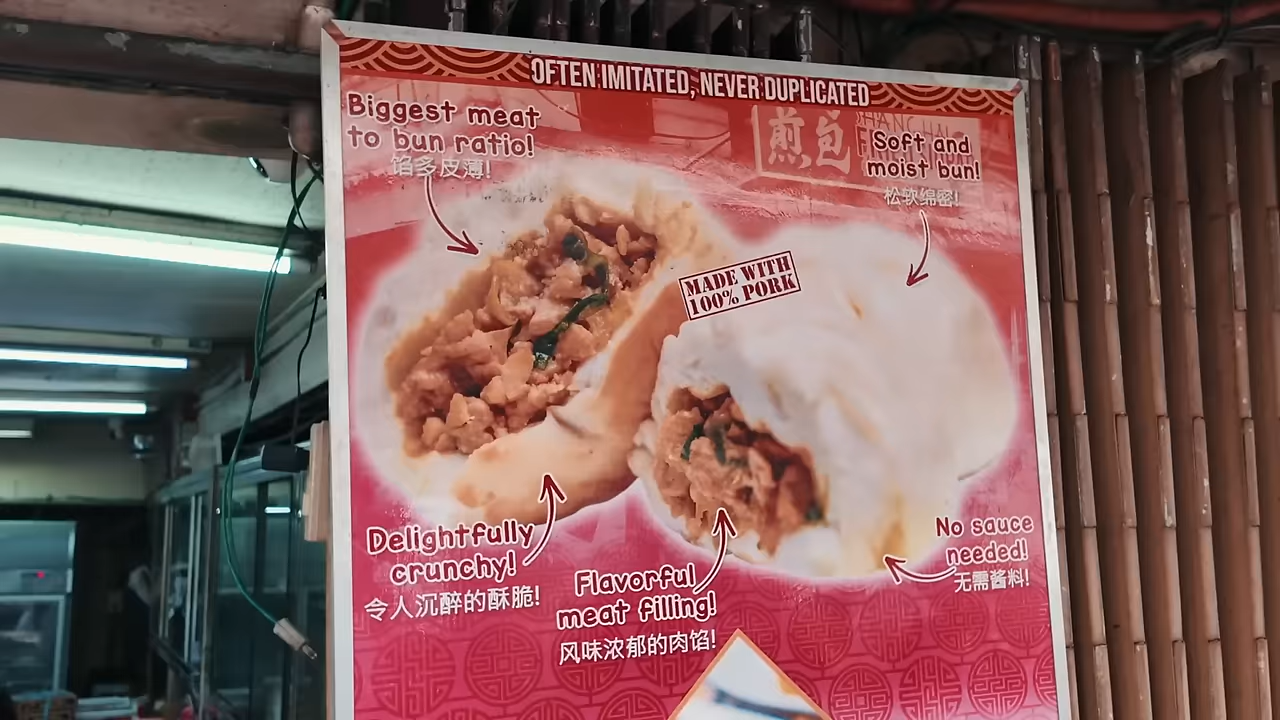 OFTEN IMITATED, NEVER DUPLICATED
Biggest meat
to bun ratio!
馅多皮薄!
煎包
SHANGHAI
Soft and
moist bun!
松软绵密!
MADE WITH
100% PORK
Delightfully
crunchy!
令人沉醉的酥脆!
Flavorful
meat filling!
风味浓郁的肉馅!
No sauce
needed!
无需酱料!